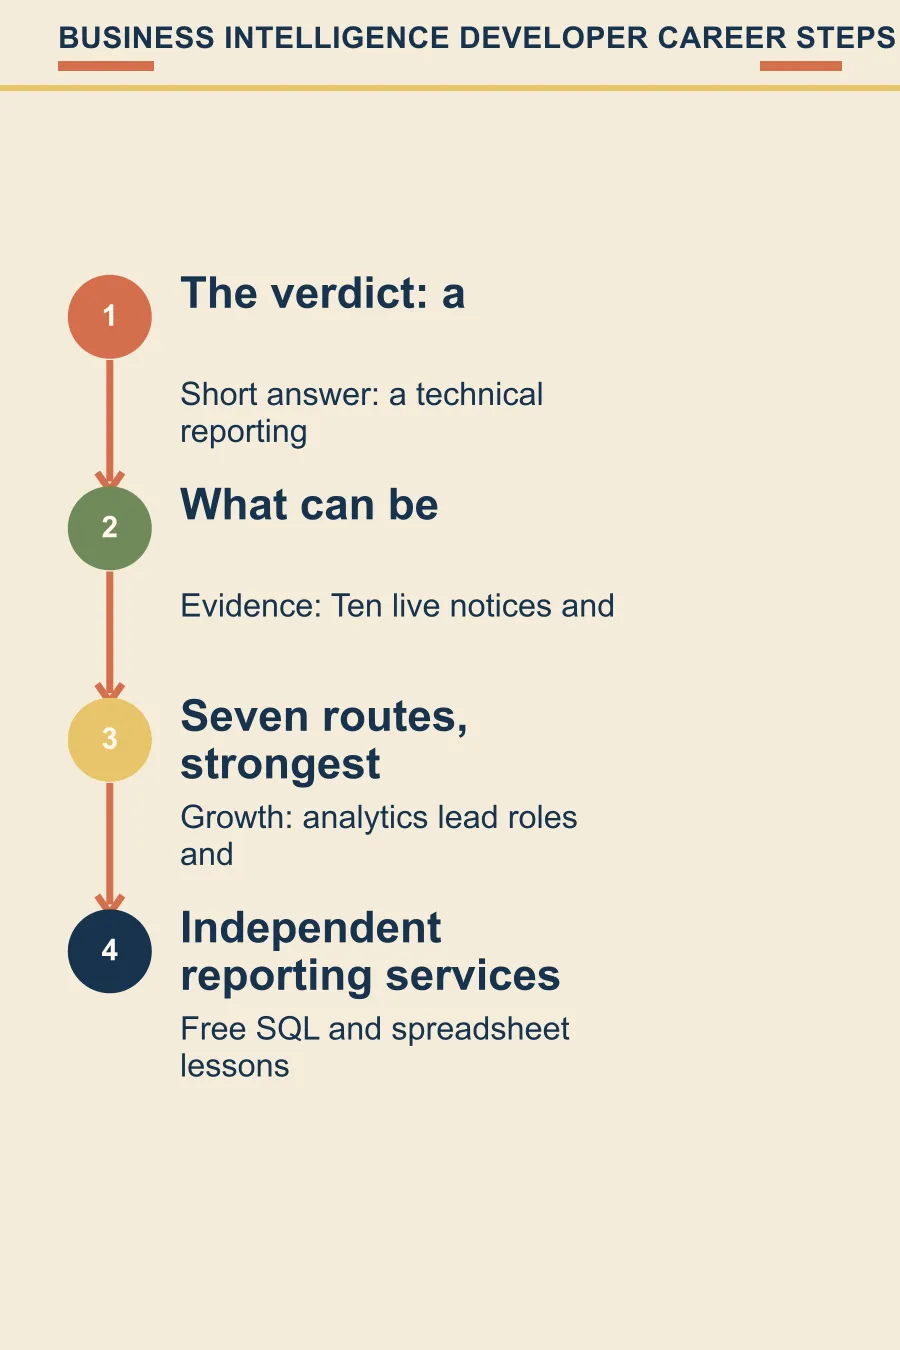 BUSINESS INTELLIGENCE DEVELOPER CAREER STEPS
1
The verdict: a
Short answer: a technical
reporting
2
What can be
Evidence: Ten live notices and
3
Seven routes,
strongest
Growth: analytics lead roles
and
4
Independent
reporting services
Free SQL and spreadsheet
lessons